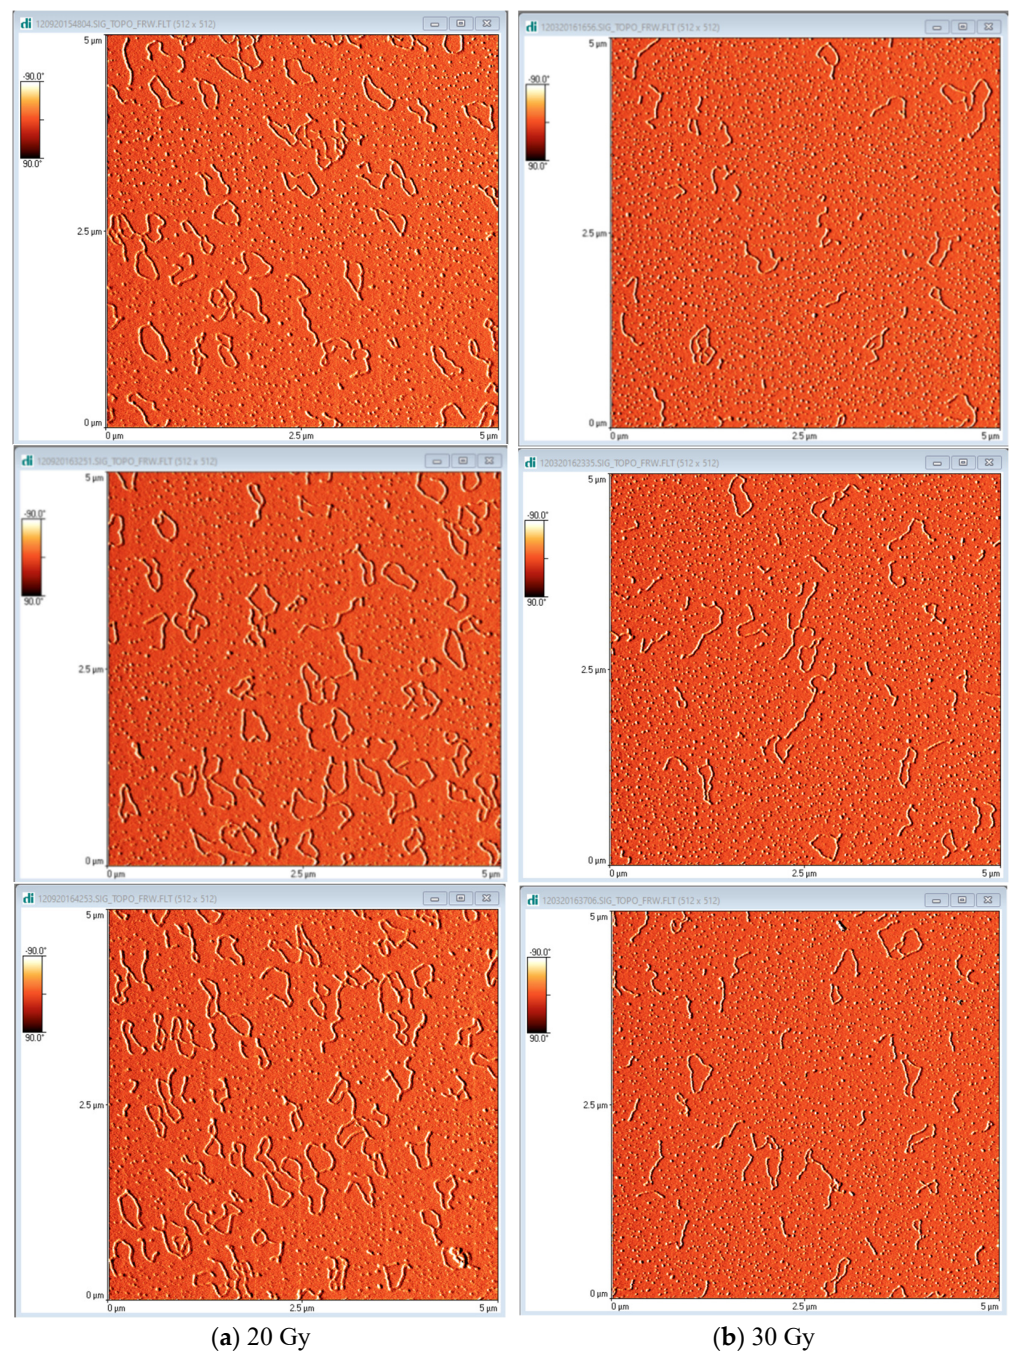 di 120920154804.SIG_TOPO_FRW.FLT (512 x 512)
5 µm
-90.0°
90.0°
2.5 µm
0 µm
0 µm 2.5 µm 5 µm
di 120320161656.SIG_TOPO_FRW.FLT (512 x 512)
5 µm
-90.0°
90.0°
2.5 µm
0 µm
0 µm 2.5 µm 5 µm
di 120920163251.SIG_TOPO_FRW.FLT (512 x 512)
5 µm
-90.0°
90.0°
2.5 µm
0 µm
0 µm 2.5 µm 5 µm
di 120320162335.SIG_TOPO_FRW.FLT (512 x 512)
5 µm
-90.0°
90.0°
2.5 µm
0 µm
0 µm 2.5 µm 5 µm
di 120920164253.SIG_TOPO_FRW.FLT (512 x 512)
5 µm
-90.0°
90.0°
2.5 µm
0 µm
0 µm 2.5 µm 5 µm
di 120320163706.SIG_TOPO_FRW.FLT (512 x 512)
5 µm
-90.0°
90.0°
2.5 µm
0 µm
0 µm 2.5 µm 5 µm
(a) 20 Gy
(b) 30 Gy